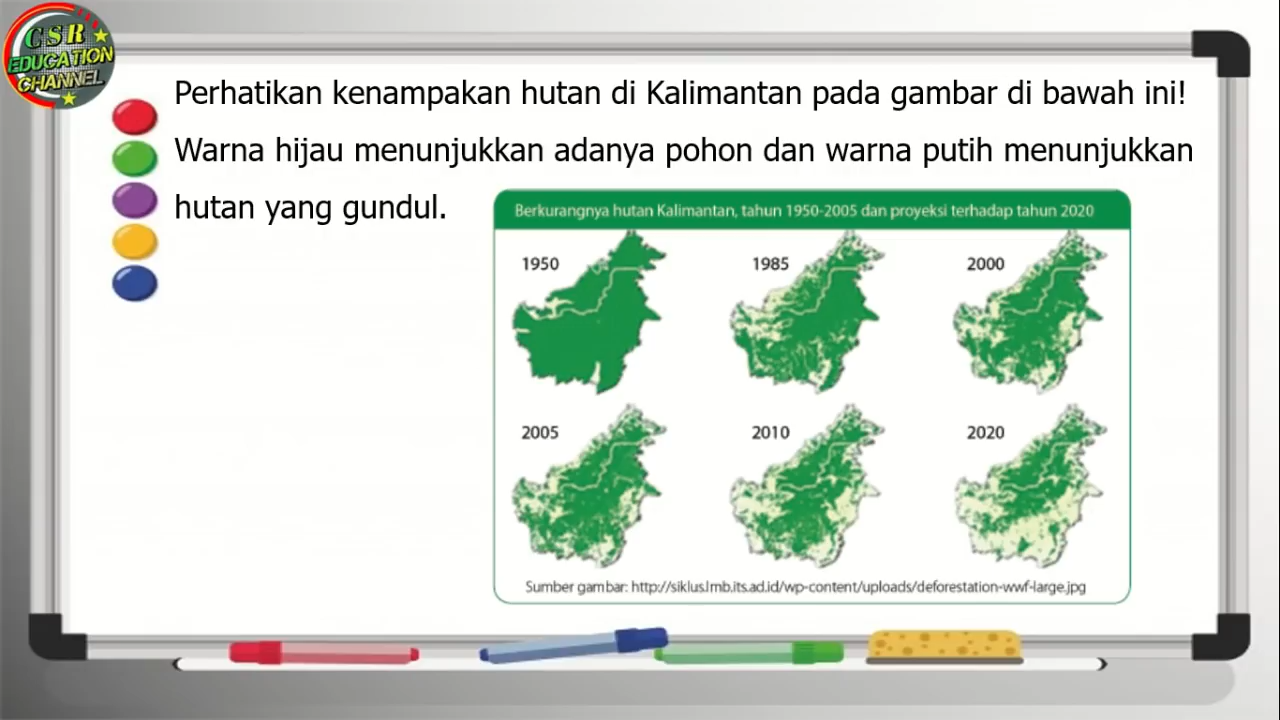 CSR
EDUCATION
CHANNEL
Perhatikan kenampakan hutan di Kalimantan pada gambar di bawah ini!
Warna hijau menunjukkan adanya pohon dan warna putih menunjukkan
hutan yang gundul.
Berkurangnya hutan Kalimantan, tahun 1950-2005 dan proyeksi terhadap tahun 2020
1950
1985
2000
2005
2010
2020
Sumber gambar: http://siklus.lmb.its.ad.id/wp-content/uploads/deforestation-wwf-large.jpg